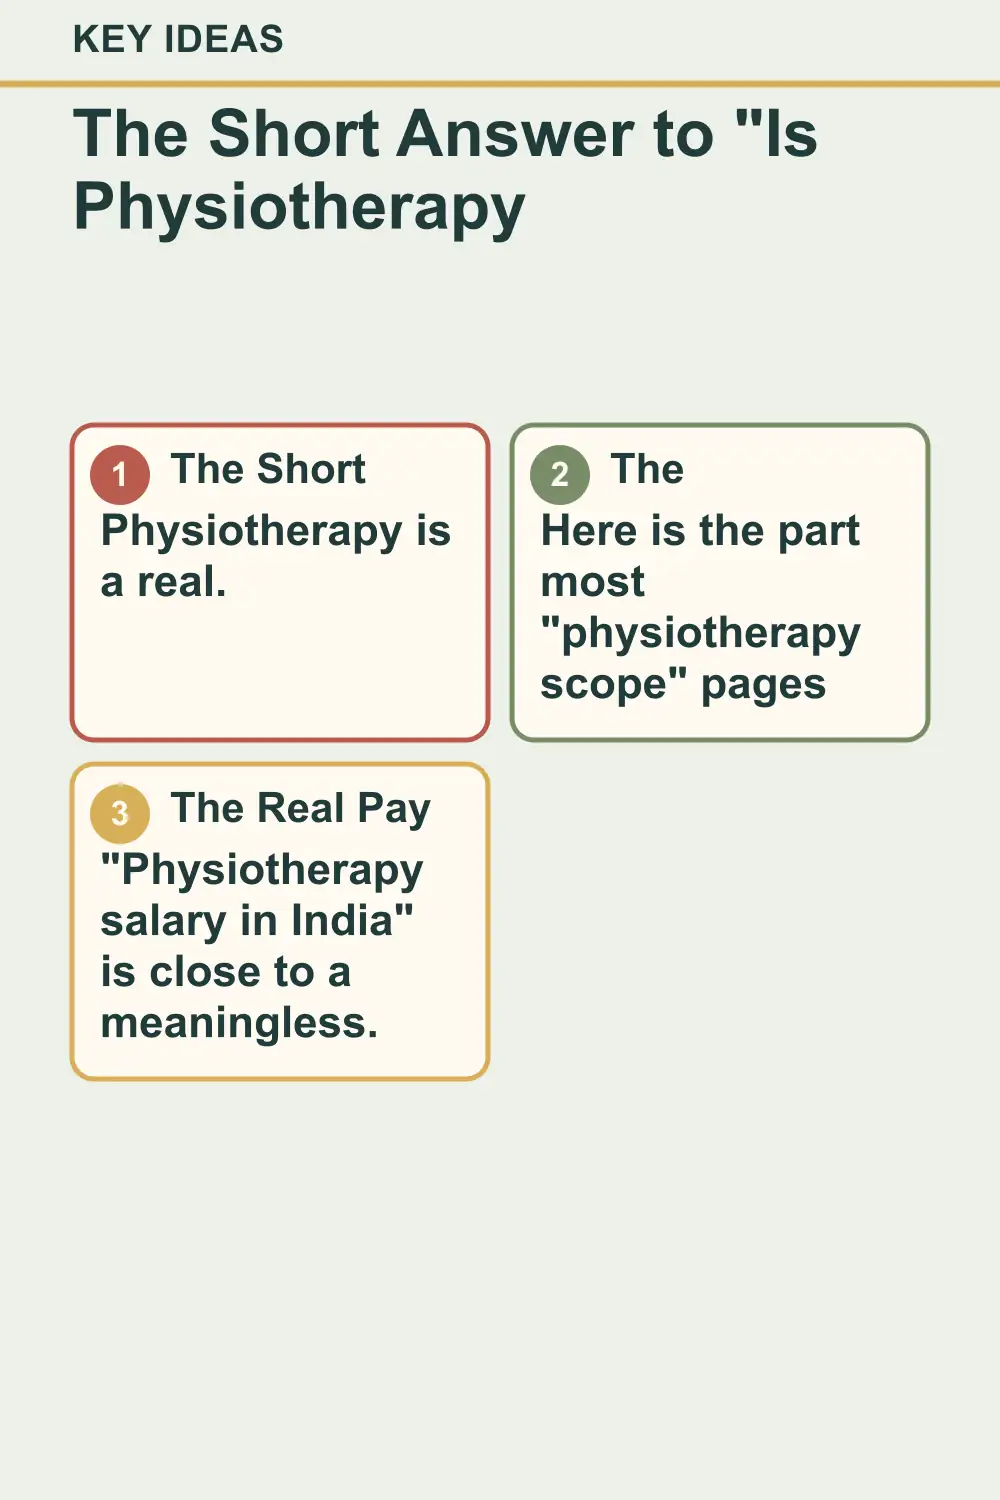 KEY IDEAS
The Short Answer to "Is
Physiotherapy
1 The Short
Physiotherapy is
a real.
2 The
Here is the part
most
"physiotherapy
scope" pages
3 The Real Pay
"Physiotherapy
salary in India"
is close to a
meaningless.